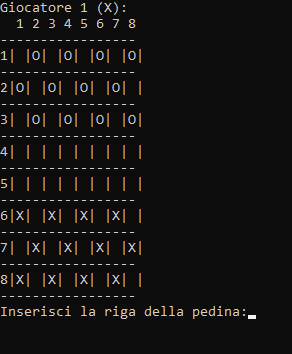 Giocatore 1 (X):
  1 2 3 4 5 6 7 8
-----------------
1| |O| |O| |O| |O|
-----------------
2|O| |O| |O| |O| |
-----------------
3| |O| |O| |O| |O|
-----------------
4| | | | | | | | |
-----------------
5| | | | | | | | |
-----------------
6|X| |X| |X| |X| |
-----------------
7| |X| |X| |X| |X|
-----------------
8|X| |X| |X| |X| |
-----------------
Inserisci la riga della pedina: